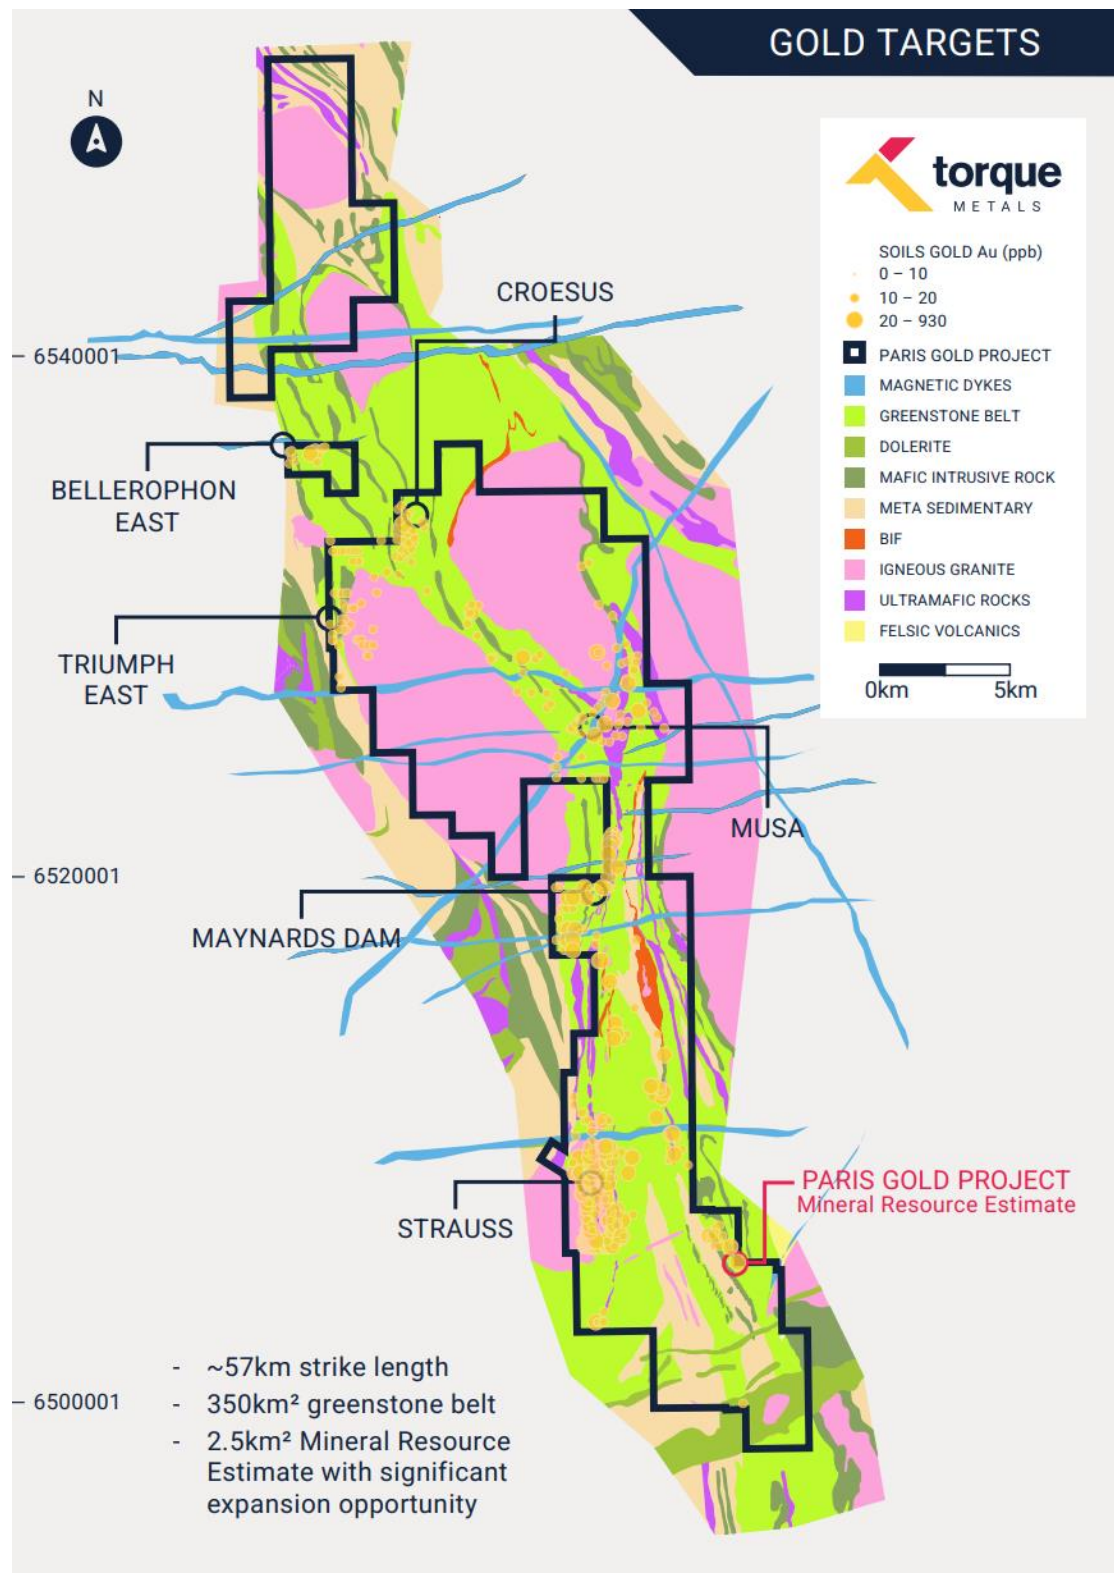 GOLD TARGETS
N
torque
METALS
SOILS GOLD Au (ppb)
0 – 10
10 – 20
20 – 930
PARIS GOLD PROJECT
MAGNETIC DYKES
GREENSTONE BELT
DOLERITE
MAFIC INTRUSIVE ROCK
META SEDIMENTARY
BIF
IGNEOUS GRANITE
ULTRAMAFIC ROCKS
FELSIC VOLCANICS
0km 5km
CROESUS
6540001
BELLEROPHON
EAST
TRIUMPH
EAST
MUSA
6520001
MAYNARDS DAM
PARIS GOLD PROJECT
Mineral Resource Estimate
STRAUSS
6500001
- ~57km strike length
- 350km² greenstone belt
- 2.5km² Mineral Resource
Estimate with significant
expansion opportunity